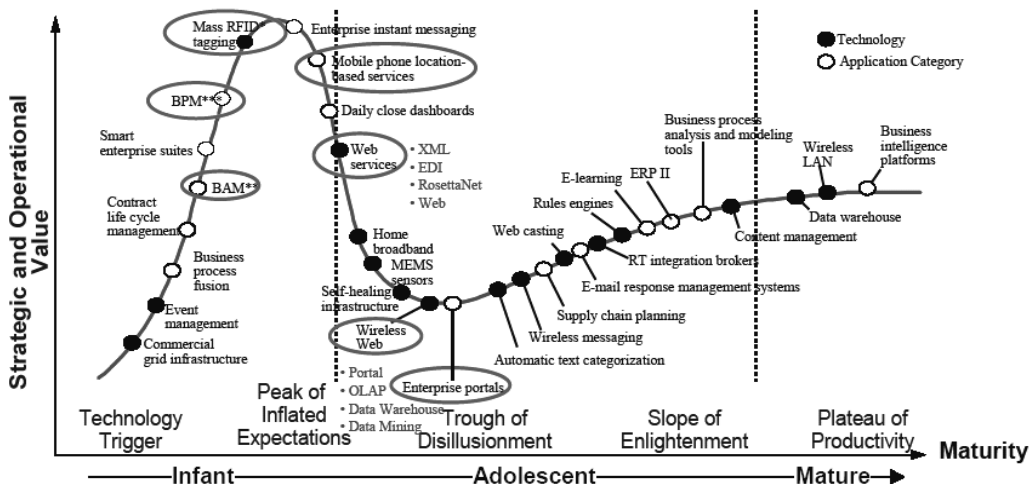 Strategic and Operational
Value
Mass RFID*
tagging
BPM***
Smart
enterprise suites
BAM**
Contract
life cycle
management
Business
process
fusion
Event
management
Commercial
grid infrastructure
Enterprise instant messaging
Mobile phone location-
based services
Daily close dashboards
Web
services
• XML
• EDI
• RosettaNet
• Web
Home
broadband
MEMS
sensors
Self-healing
infrastructure
Wireless
Web
Enterprise portals
• Portal
• OLAP
• Data Warehouse
• Data Mining
Automatic text categorization
Wireless messaging
Supply chain planning
Web casting
E-mail response management systems
RT integration brokers
Rules engines
E-learning
ERP II
Business process
analysis and modeling
tools
Content management
Data warehouse
Wireless
LAN
Business
intelligence
platforms
Technology
Application Category
Technology
Trigger
Peak of
Inflated
Expectations
Trough of
Disillusionment
Slope of
Enlightenment
Plateau of
Productivity
Maturity
Infant
Adolescent
Mature